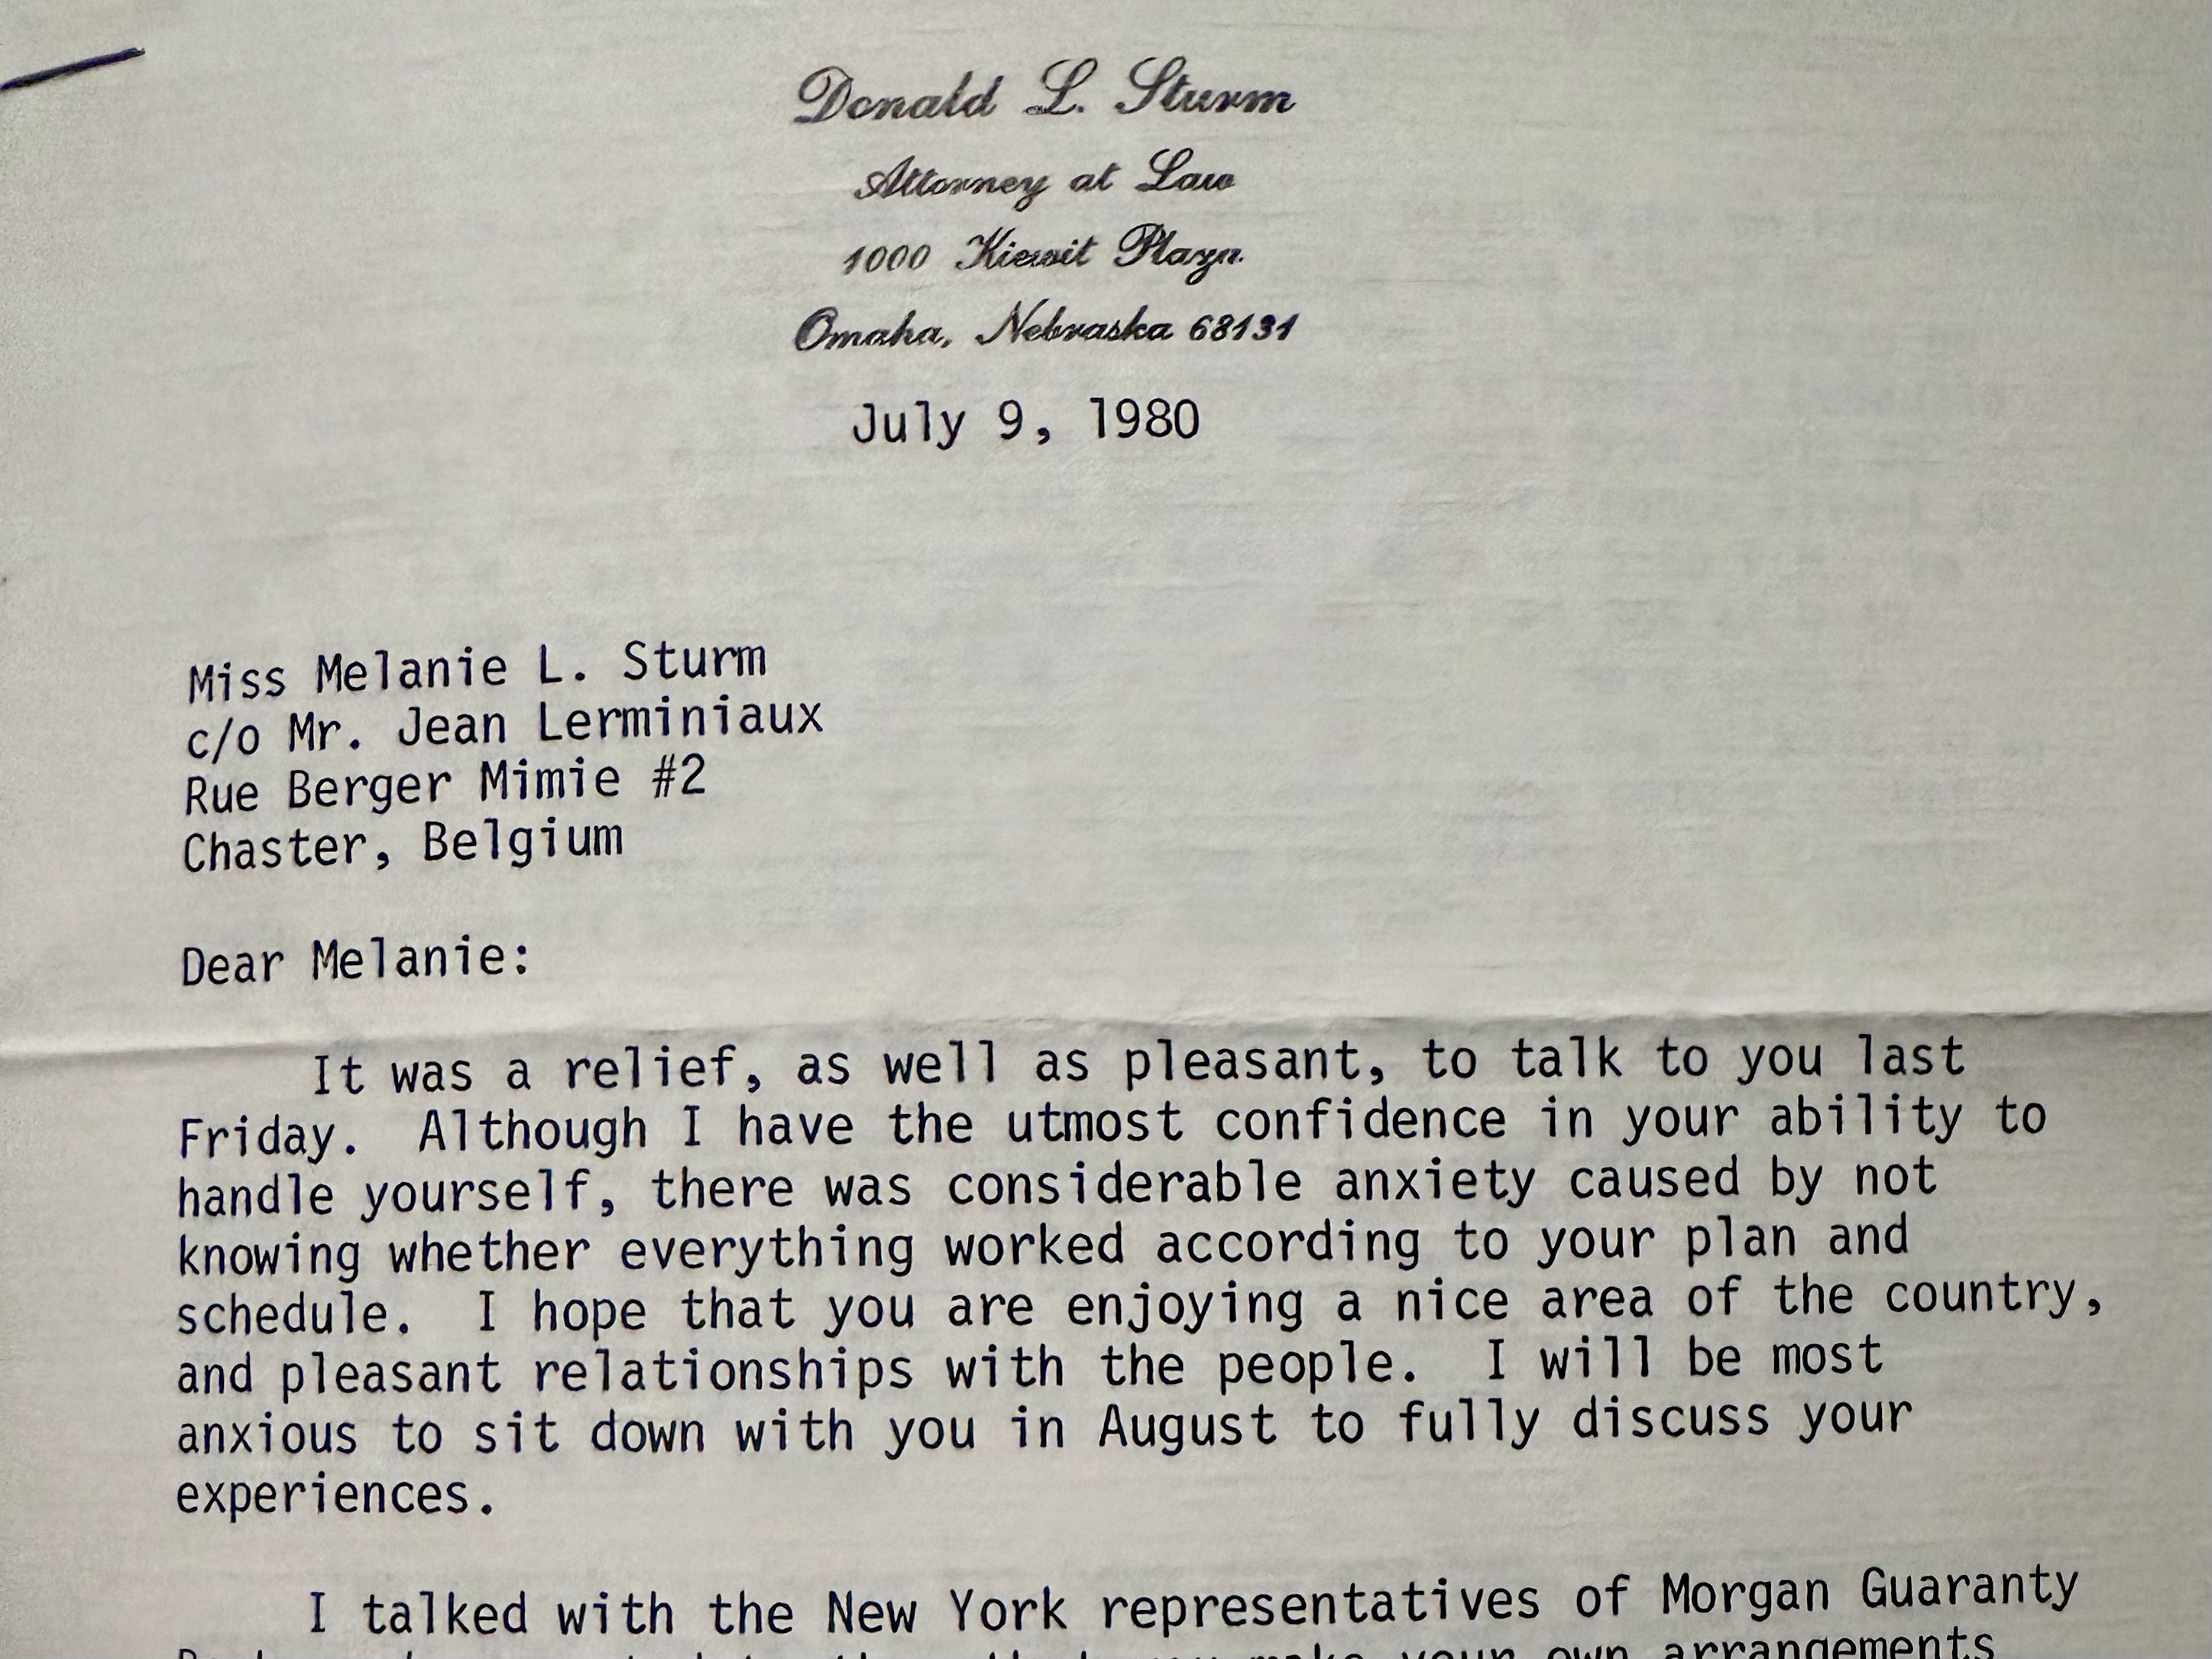 Donald L. Sturm
Attorney at Law
1000 Kiewit Plaza
Omaha, Nebraska 68131
July 9, 1980
Miss Melanie L. Sturm
c/o Mr. Jean Lerminiaux
Rue Berger Mimie #2
Chaster, Belgium
Dear Melanie:
It was a relief, as well as pleasant, to talk to you last
Friday. Although I have the utmost confidence in your ability to
handle yourself, there was considerable anxiety caused by not
knowing whether everything worked according to your plan and
schedule. I hope that you are enjoying a nice area of the country,
and pleasant relationships with the people. I will be most
anxious to sit down with you in August to fully discuss your
experiences.
I talked with the New York representatives of Morgan Guaranty
make your own arrangements